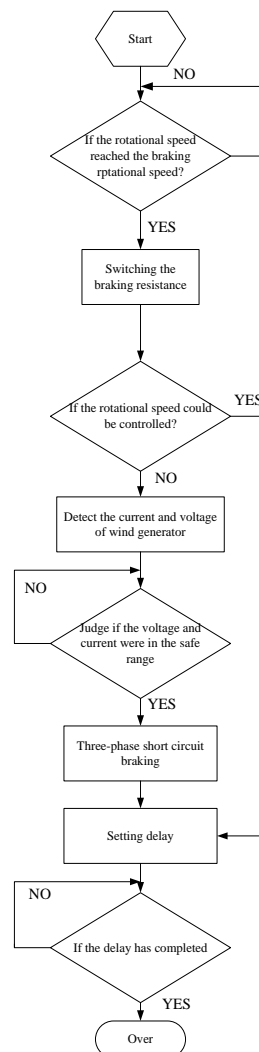 Start
NO
If the rotational speed
reached the braking
rptational speed?
YES
Switching the
braking resistance
If the rotational speed could
be controlled?
YES
NO
Detect the current and voltage
of wind generator
NO
Judge if the voltage and
current were in the safe
range
YES
Three-phase short circuit
braking
Setting delay
NO
If the delay has completed
YES
Over